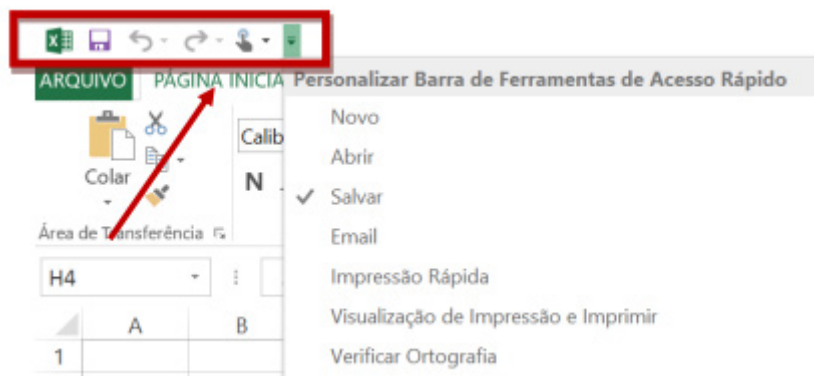 ARQUIVO PÁGINA INICIA
Personalizar Barra de Ferramentas de Acesso Rápido
Novo
Abrir
Salvar
Email
Impressão Rápida
Visualização de Impressão e Imprimir
Verificar Ortografia
Colar
Calib
N
Área de Transferência
H4
A B
1